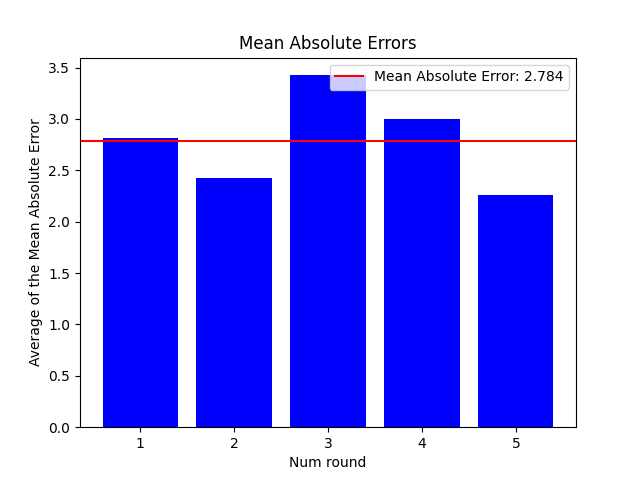 Mean Absolute Errors
Mean Absolute Error: 2.784
Average of the Mean Absolute Error
3.5
3.0
2.5
2.0
1.5
1.0
0.5
0.0
1 2 3 4 5
Num round